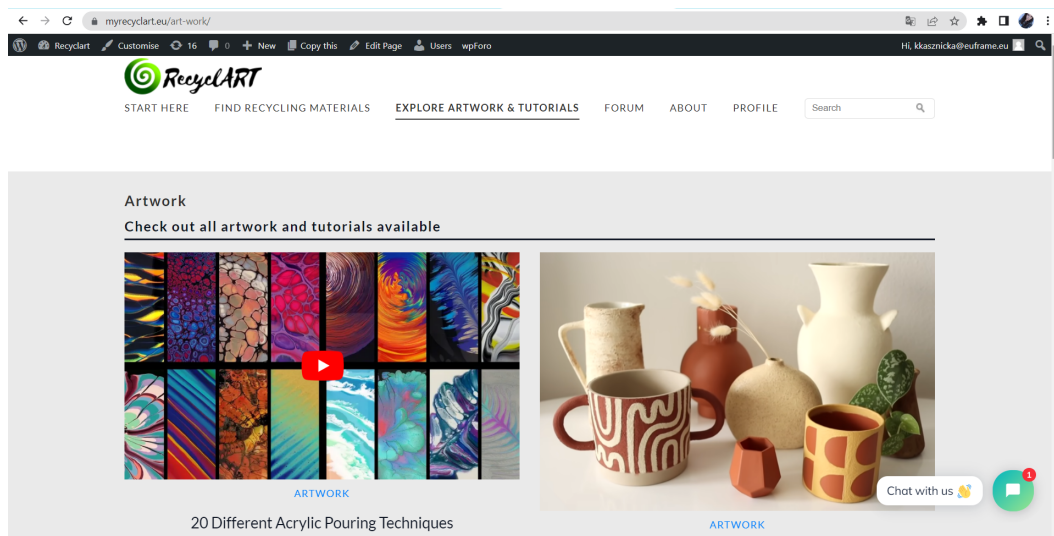 myrecyclart.eu/art-work/
Recyclart Customise 16 0 New Copy this Edit Page Users wpForo Hi, kkasznicka@euframe.eu
RecyclART
START HERE FIND RECYCLING MATERIALS EXPLORE ARTWORK & TUTORIALS FORUM ABOUT PROFILE Search
Artwork
Check out all artwork and tutorials available
1
Chat with us
ARTWORK
20 Different Acrylic Pouring Techniques
ARTWORK